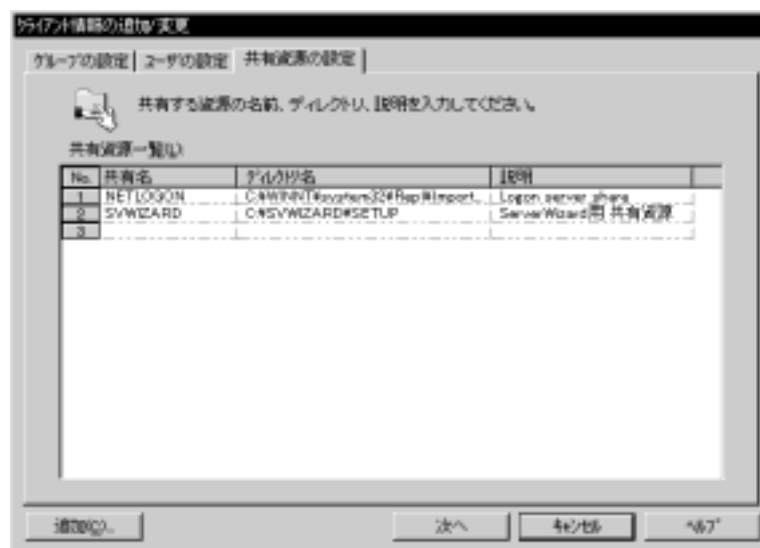 クライアント情報の追加/変更
グループの設定 ユーザの設定 共有資源の設定
共有する資源の名前、ディレクトリ、説明を入力してください。
共有資源一覧(L)
No. 共有名 ディレクトリ名 説明
1 NETLOGON C:¥WINNT¥system32¥Repl¥Import... Logon server share
2 SVWIZARD C:¥SVWIZARD¥SETUP ServerWizard用 共有資源
3
追加(C)... 次へ キャンセル ヘルプ